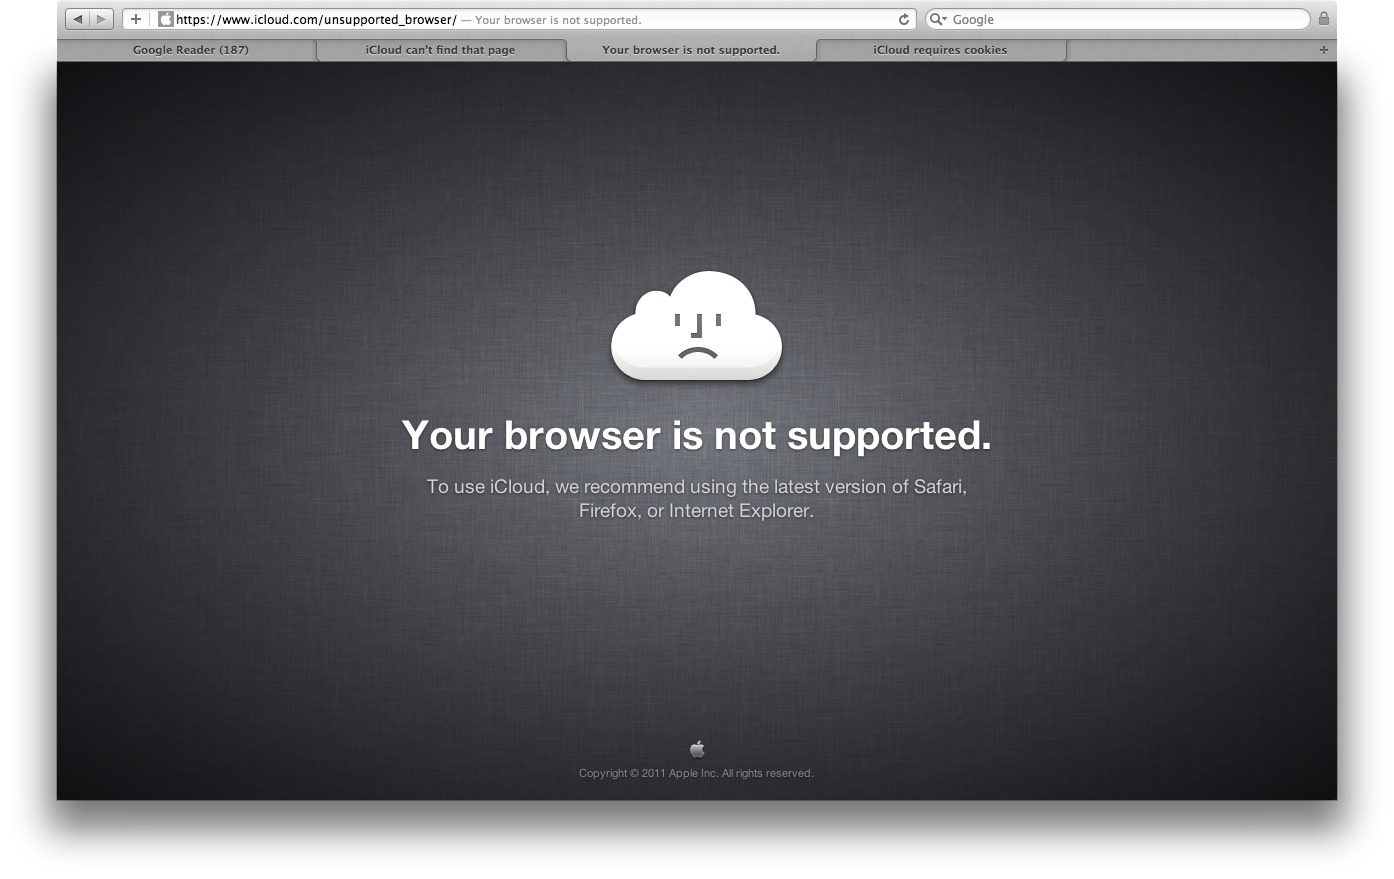 https://www.icloud.com/unsupported_browser/ — Your browser is not supported.
Google
Google Reader (187)
iCloud can't find that page
Your browser is not supported.
iCloud requires cookies
Your browser is not supported.
To use iCloud, we recommend using the latest version of Safari,
Firefox, or Internet Explorer.
Copyright © 2011 Apple Inc. All rights reserved.